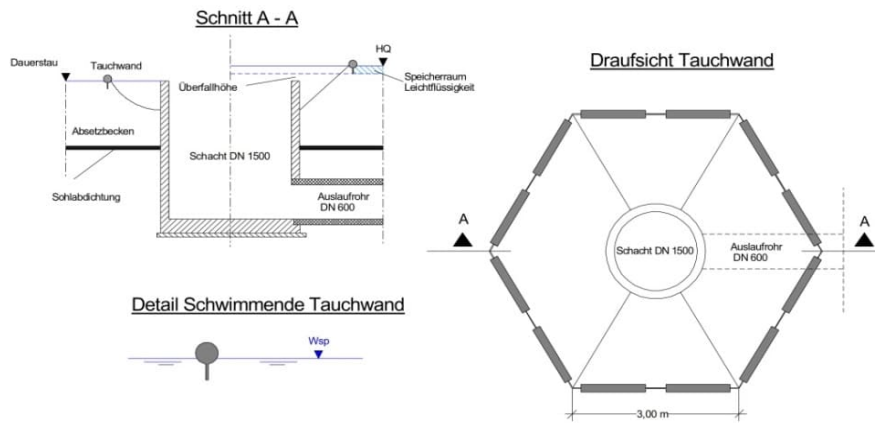 Schnitt A - A
Dauerstau
Tauchwand
HQ
Überfallhöhe
Speicherraum
Leichtflüssigkeit
Absetzbecken
Schacht DN 1500
Sohlabdichtung
Auslaufrohr
DN 600
Detail Schwimmende Tauchwand
Wsp
Draufsicht Tauchwand
A
A
Schacht DN 1500
Auslaufrohr
DN 600
3,00 m